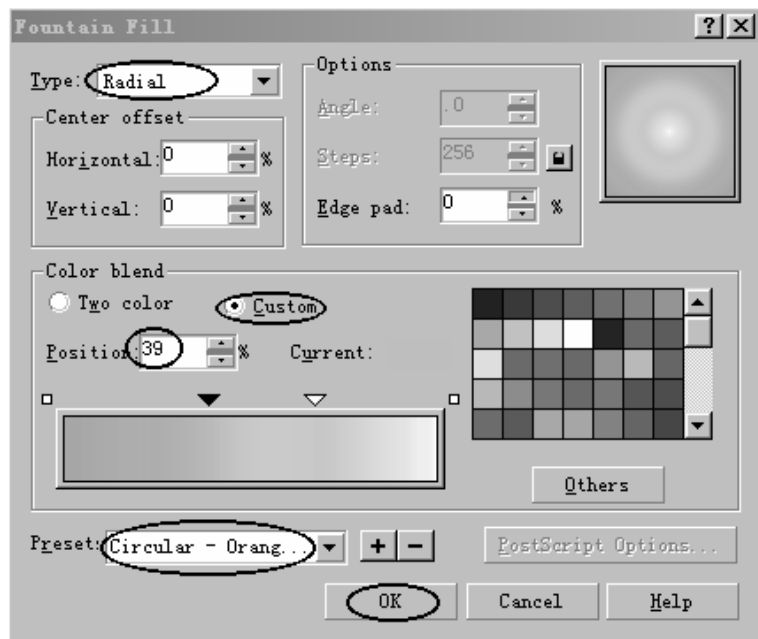 Fountain Fill
Type: Radial
Options
Angle: .0
Steps: 256
Edge pad: 0 %
Center offset
Horizontal: 0 %
Vertical: 0 %
Color blend
Two color Custom
Position: 39 % Current:
Others
Preset: Circular - Orang... + - PostScript Options...
OK Cancel Help